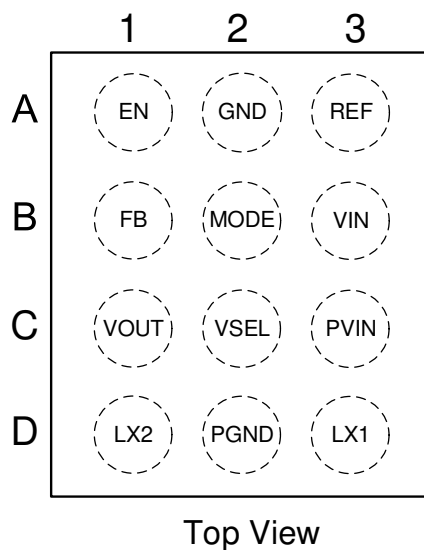 1 2 3
A EN GND REF
B FB MODE VIN
C VOUT VSEL PVIN
D LX2 PGND LX1
Top View